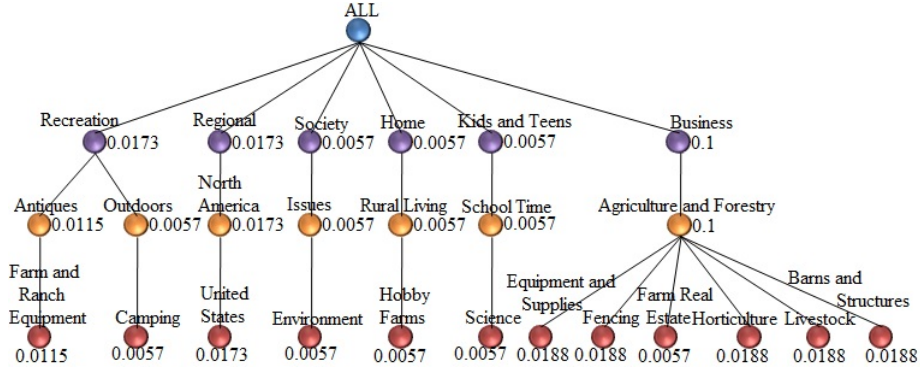 ALL
Recreation
Regional
Society
Home
Kids and Teens
Business
0.0173
0.0173
0.0057
0.0057
0.0057
0.1
North
America
Antiques
Outdoors
Issues
Rural Living
School Time
Agriculture and Forestry
0.0115
0.0057
0.0173
0.0057
0.0057
0.0057
0.1
Farm and
Ranch
Equipment
Camping
United
States
Environment
Hobby
Farms
Science
Equipment and
Supplies
Fencing
Farm Real
Estate
Horticulture
Livestock
Barns and
Structures
0.0115
0.0057
0.0173
0.0057
0.0057
0.0057
0.0188
0.0188
0.0057
0.0188
0.0188
0.0188